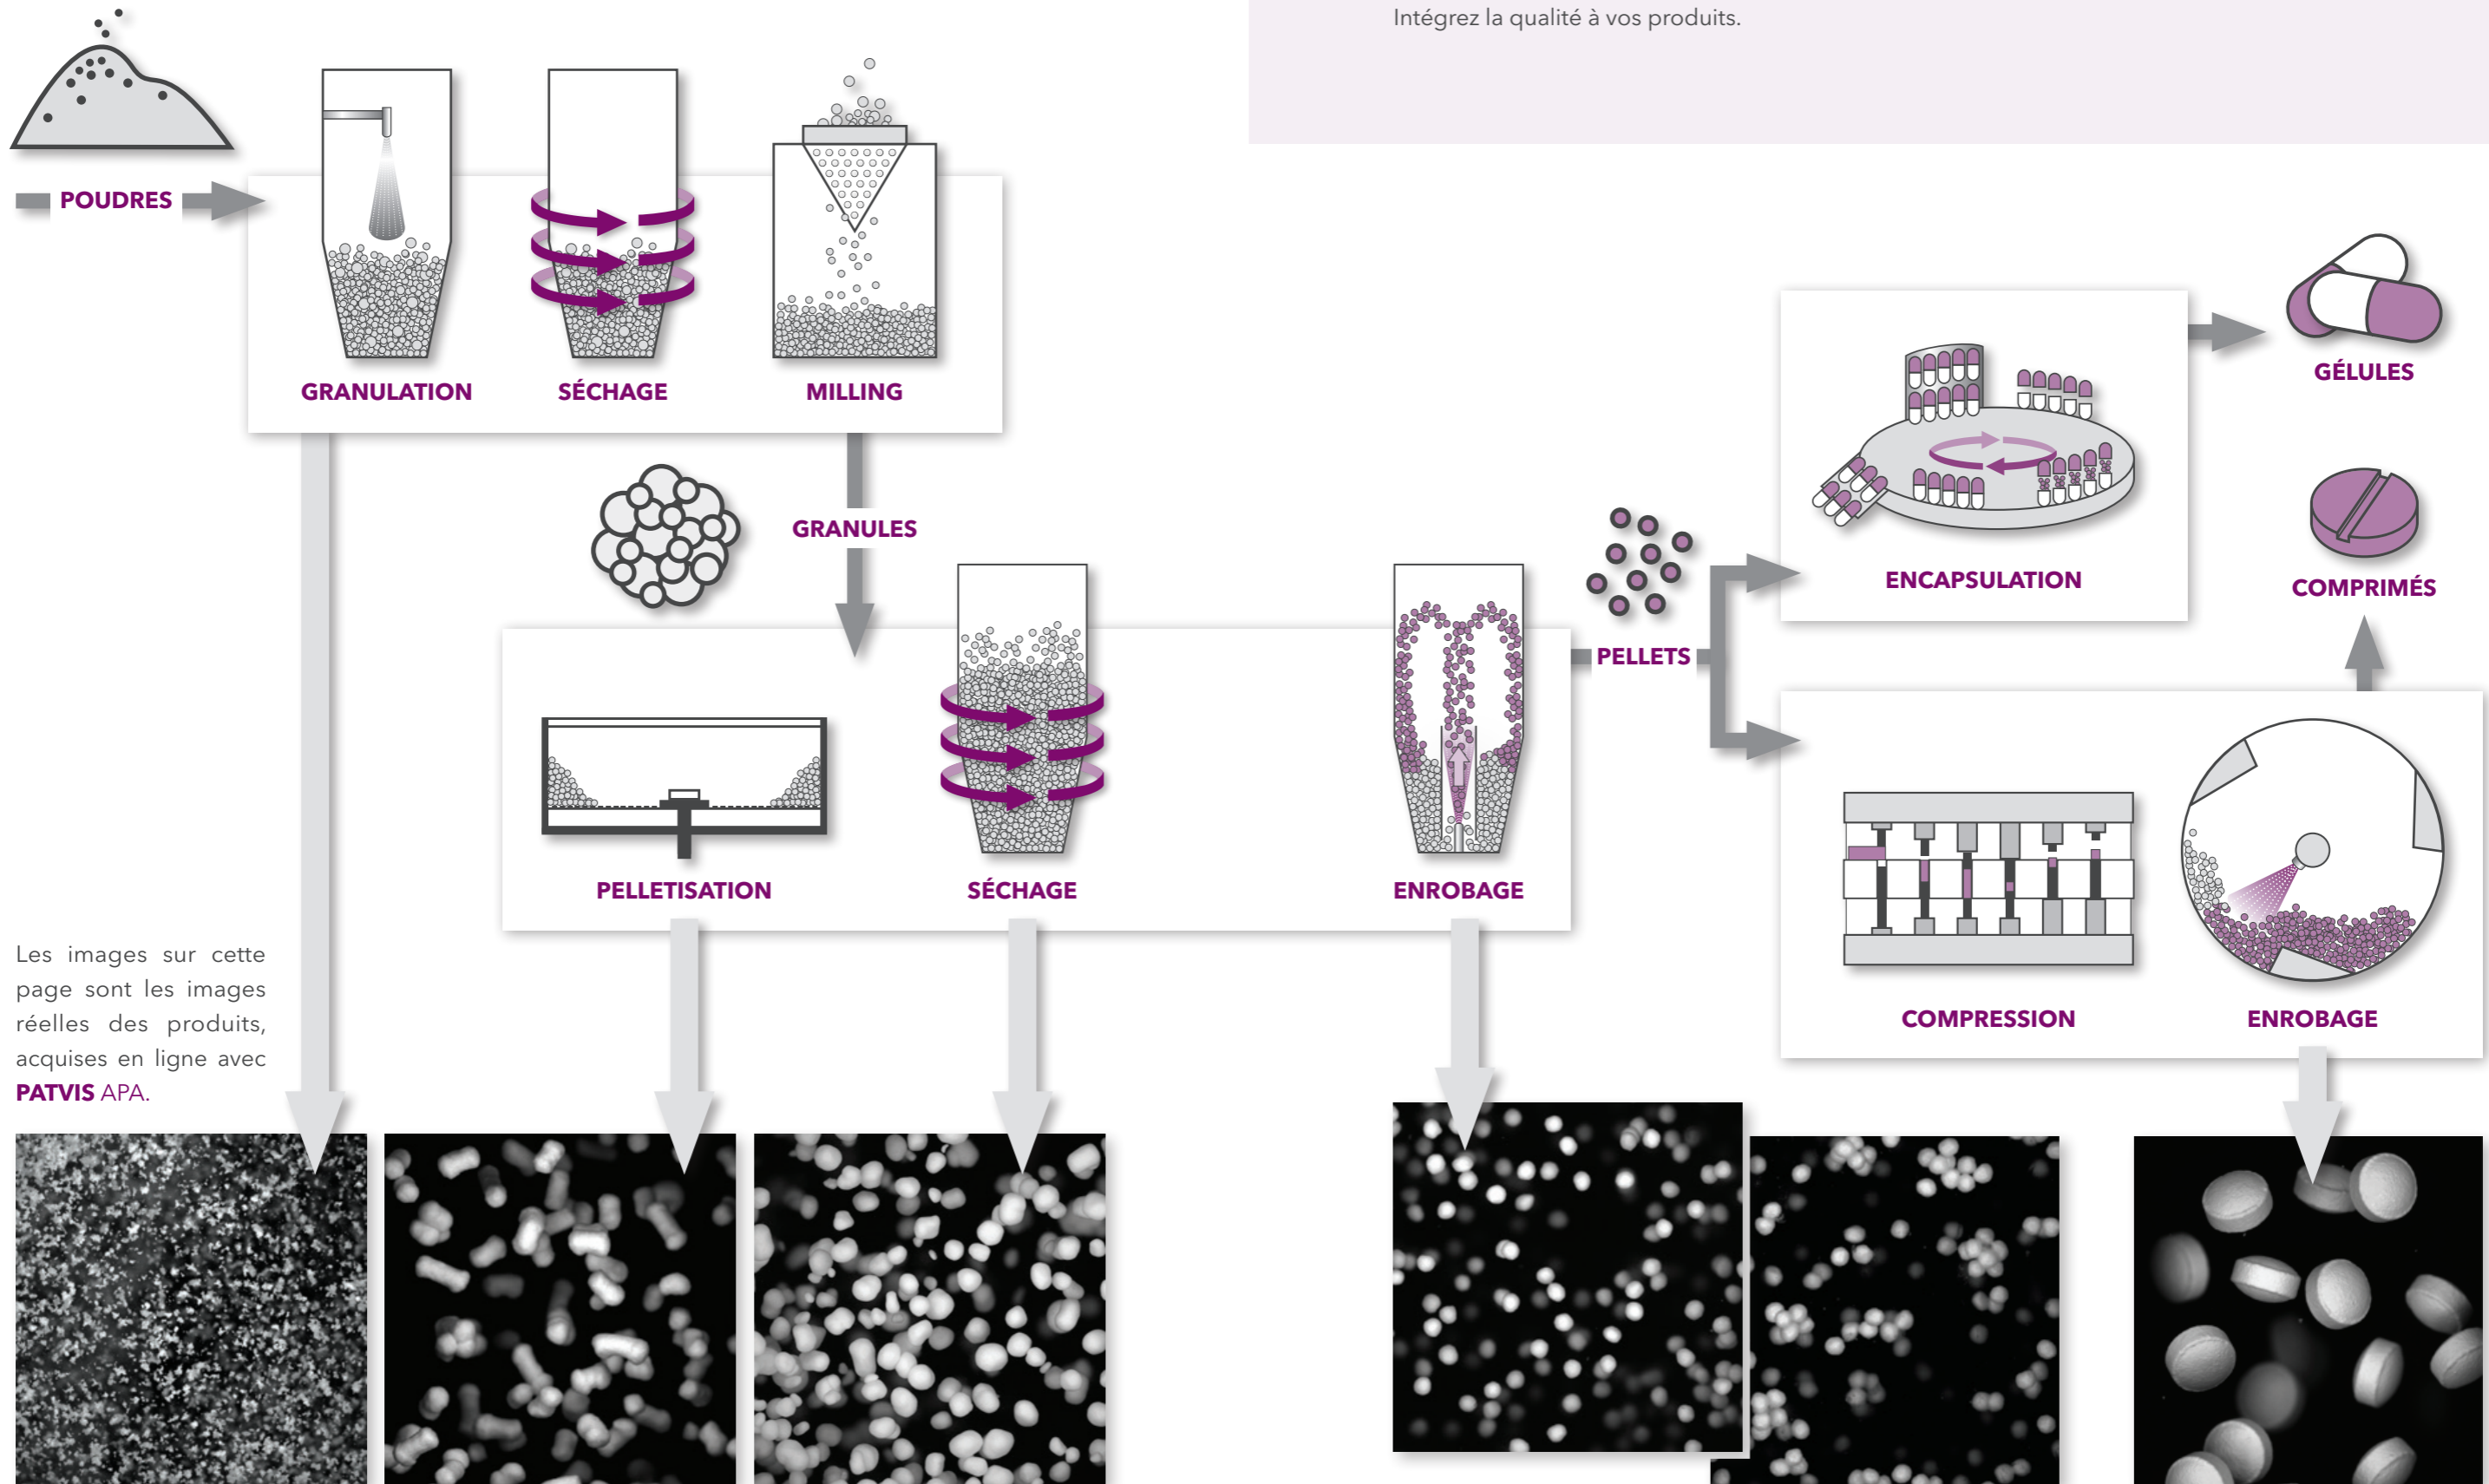 Intégrez la qualité à vos produits.
POUDRES
GRANULATION
SÉCHAGE
MILLING
GRANULES
PELLETISATION
SÉCHAGE
ENROBAGE
PELLETS
ENCAPSULATION
GÉLULES
COMPRIMÉS
COMPRESSION
ENROBAGE
Les images sur cette
page sont les images
réelles des produits,
acquises en ligne avec
PATVIS APA.